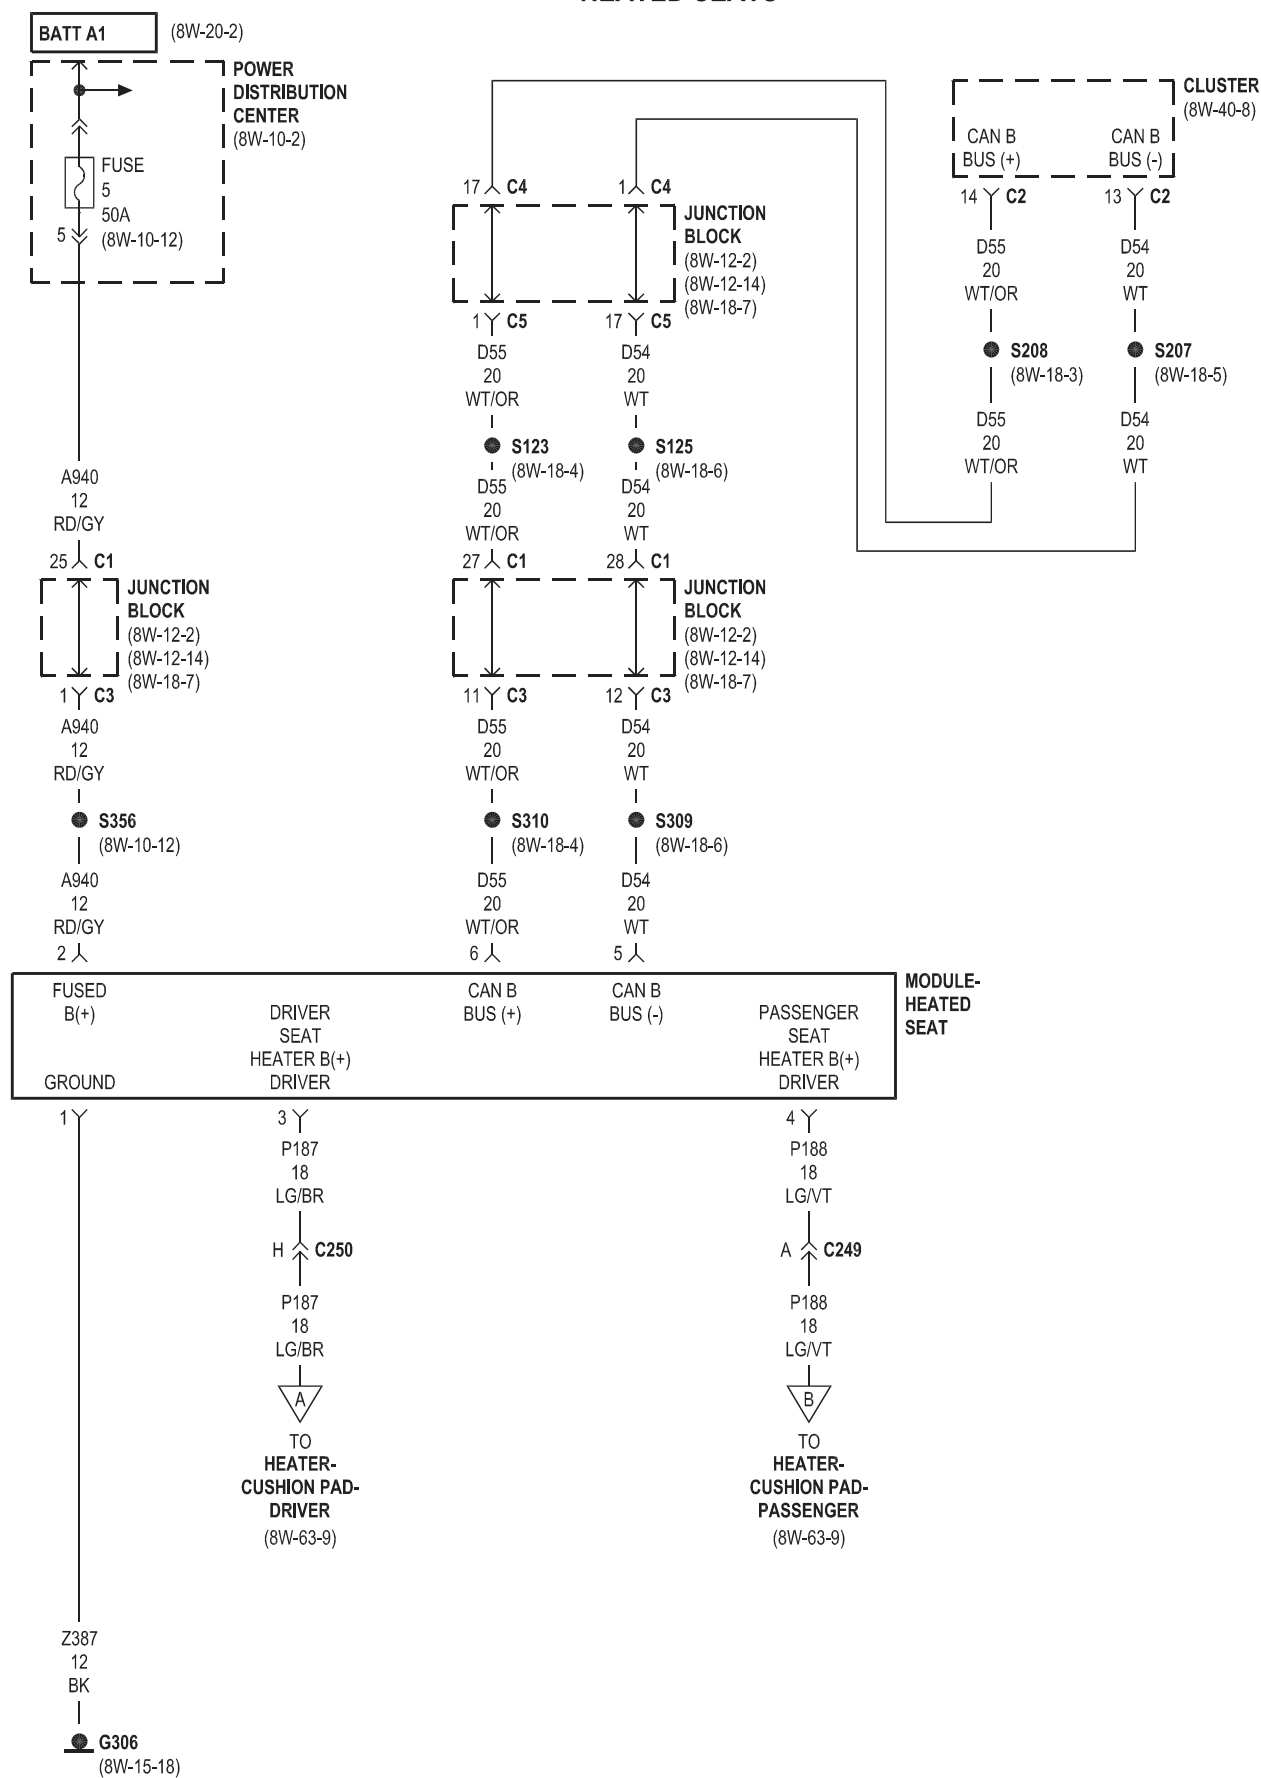 BATT A1
(8W-20-2)
POWER
DISTRIBUTION
CENTER
(8W-10-2)
FUSE
5
50A
(8W-10-12)
5
A940
12
RD/GY
25 C1
JUNCTION
BLOCK
(8W-12-2)
(8W-12-14)
(8W-18-7)
1 C3
A940
12
RD/GY
S356
(8W-10-12)
A940
12
RD/GY
2
17 C4
1 C4
JUNCTION
BLOCK
(8W-12-2)
(8W-12-14)
(8W-18-7)
1 C5
17 C5
D55
20
WT/OR
D54
20
WT
S123
(8W-18-4)
S125
(8W-18-6)
D55
20
WT/OR
D54
20
WT
27 C1
28 C1
JUNCTION
BLOCK
(8W-12-2)
(8W-12-14)
(8W-18-7)
11 C3
12 C3
D55
20
WT/OR
D54
20
WT
S310
(8W-18-4)
S309
(8W-18-6)
D55
20
WT/OR
D54
20
WT
6
5
CLUSTER
(8W-40-8)
CAN B
BUS (+)
CAN B
BUS (-)
14 C2
13 C2
D55
20
WT/OR
D54
20
WT
S208
(8W-18-3)
S207
(8W-18-5)
D55
20
WT/OR
D54
20
WT
MODULE-
HEATED
SEAT
FUSED
B(+)
CAN B
BUS (+)
CAN B
BUS (-)
DRIVER
SEAT
HEATER B(+)
DRIVER
PASSENGER
SEAT
HEATER B(+)
DRIVER
GROUND
1
3
4
P187
18
LG/BR
P188
18
LG/VT
H C250
A C249
P187
18
LG/BR
P188
18
LG/VT
A
B
TO
HEATER-
CUSHION PAD-
DRIVER
(8W-63-9)
TO
HEATER-
CUSHION PAD-
PASSENGER
(8W-63-9)
Z387
12
BK
G306
(8W-15-18)